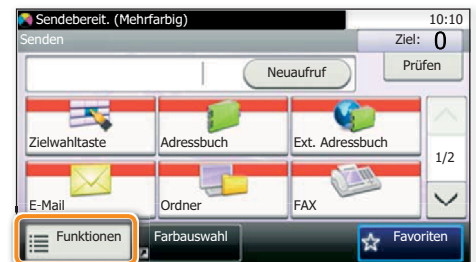 Sendebereit. (Mehrfarbig) 10:10
Senden Ziel: 0
Neuaufruf Prüfen
Zielwahltaste Adressbuch Ext. Adressbuch
1/2
E-Mail Ordner FAX
Funktionen Farbauswahl Favoriten